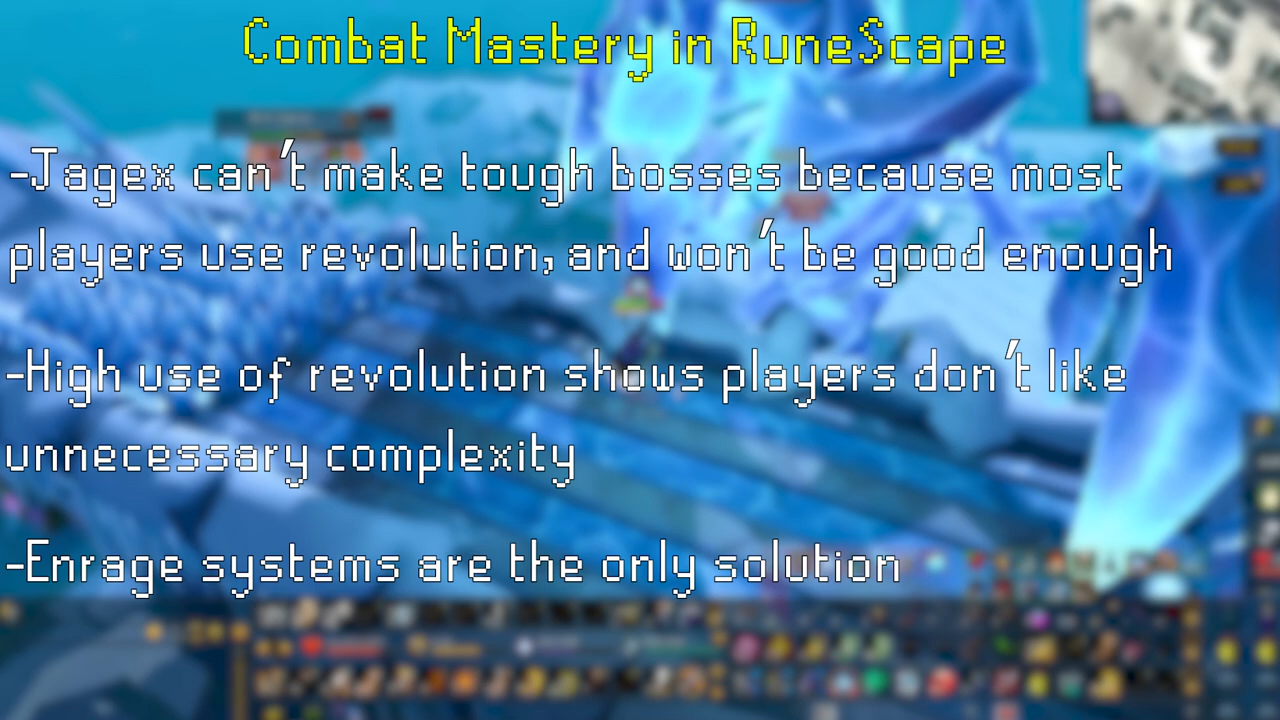 Combat Mastery in RuneScape
-Jagex can't make tough bosses because most
players use revolution, and won't be good enough
-High use of revolution shows players don't like
unnecessary complexity
-Enrage systems are the only solution